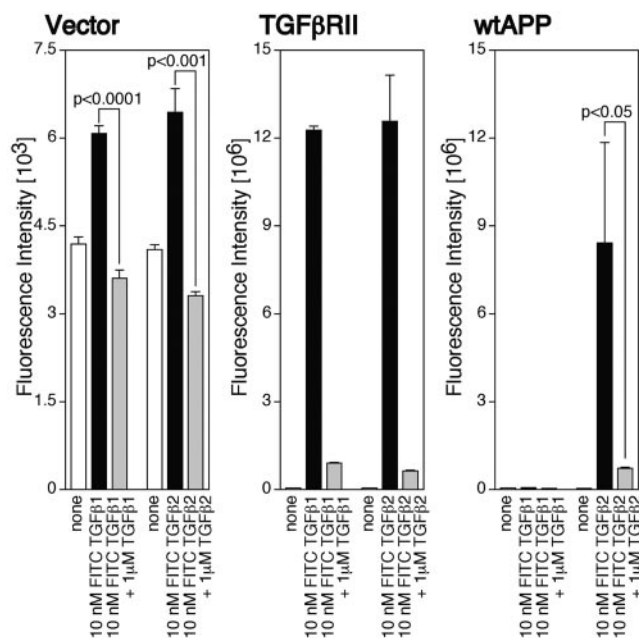 Vector
TGFβRII
wtAPP
Fluorescence Intensity [10³]
7.5
6
4.5
3
1.5
0
p<0.0001
p<0.001
none
10 nM FITC TGFβ1
10 nM FITC TGFβ1
+ 1μM TGFβ1
none
10 nM FITC TGFβ2
10 nM FITC TGFβ2
+ 1μM TGFβ2
Fluorescence Intensity [10⁶]
15
12
9
6
3
0
none
10 nM FITC TGFβ1
10 nM FITC TGFβ1
+ 1μM TGFβ1
none
10 nM FITC TGFβ2
10 nM FITC TGFβ2
+ 1μM TGFβ2
Fluorescence Intensity [10⁶]
15
12
9
6
3
0
p<0.05
none
10 nM FITC TGFβ1
10 nM FITC TGFβ1
+ 1μM TGFβ1
none
10 nM FITC TGFβ2
10 nM FITC TGFβ2
+ 1μM TGFβ2